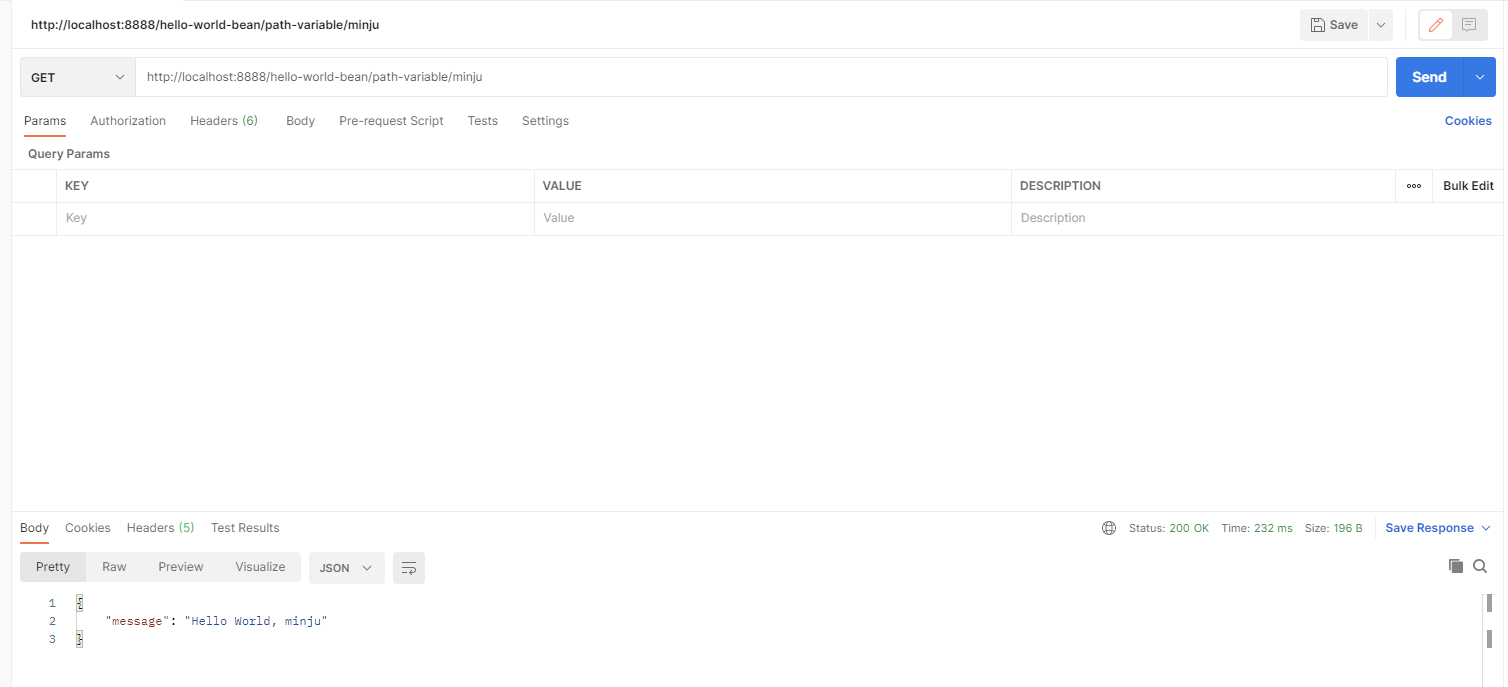 http://localhost:8888/hello-world-bean/path-variable/minju Save
GET http://localhost:8888/hello-world-bean/path-variable/minju Send
Params Authorization Headers (6) Body Pre-request Script Tests Settings Cookies
Query Params
KEY VALUE DESCRIPTION ooo Bulk Edit
Key Value Description
Body Cookies Headers (5) Test Results Status: 200 OK Time: 232 ms Size: 196 B Save Response
Pretty Raw Preview Visualize JSON
1 {
2 "message": "Hello World, minju"
3 }